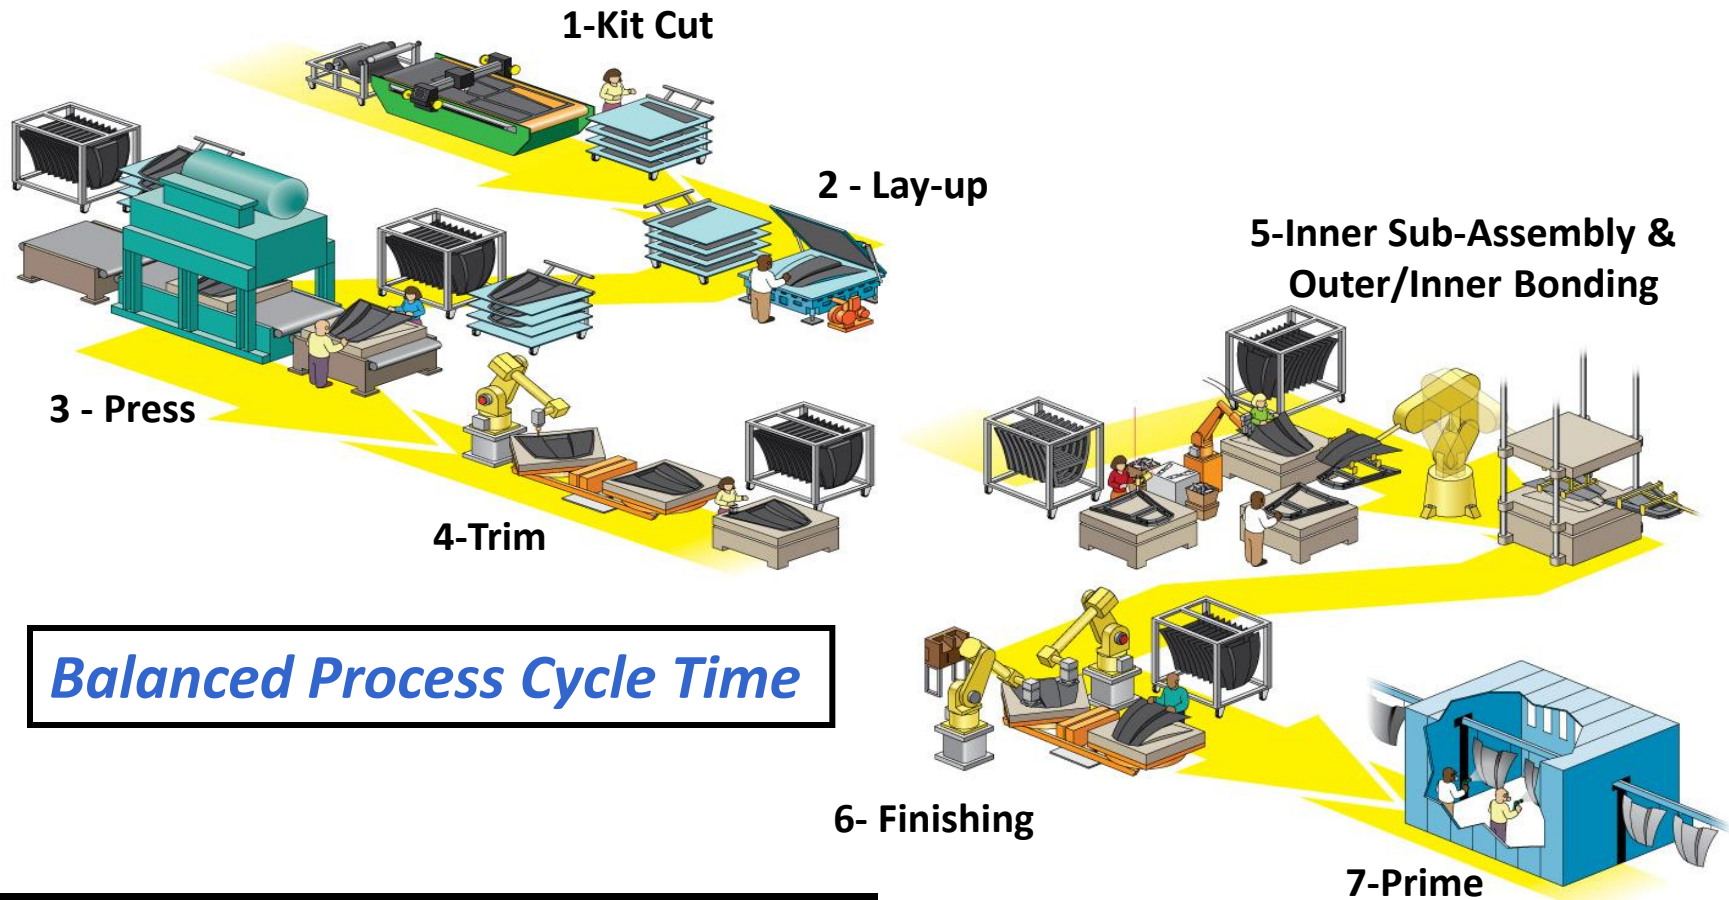 1-Kit Cut
2 - Lay-up
3 - Press
4-Trim
5-Inner Sub-Assembly &
Outer/Inner Bonding
Balanced Process Cycle Time
6- Finishing
7-Prime